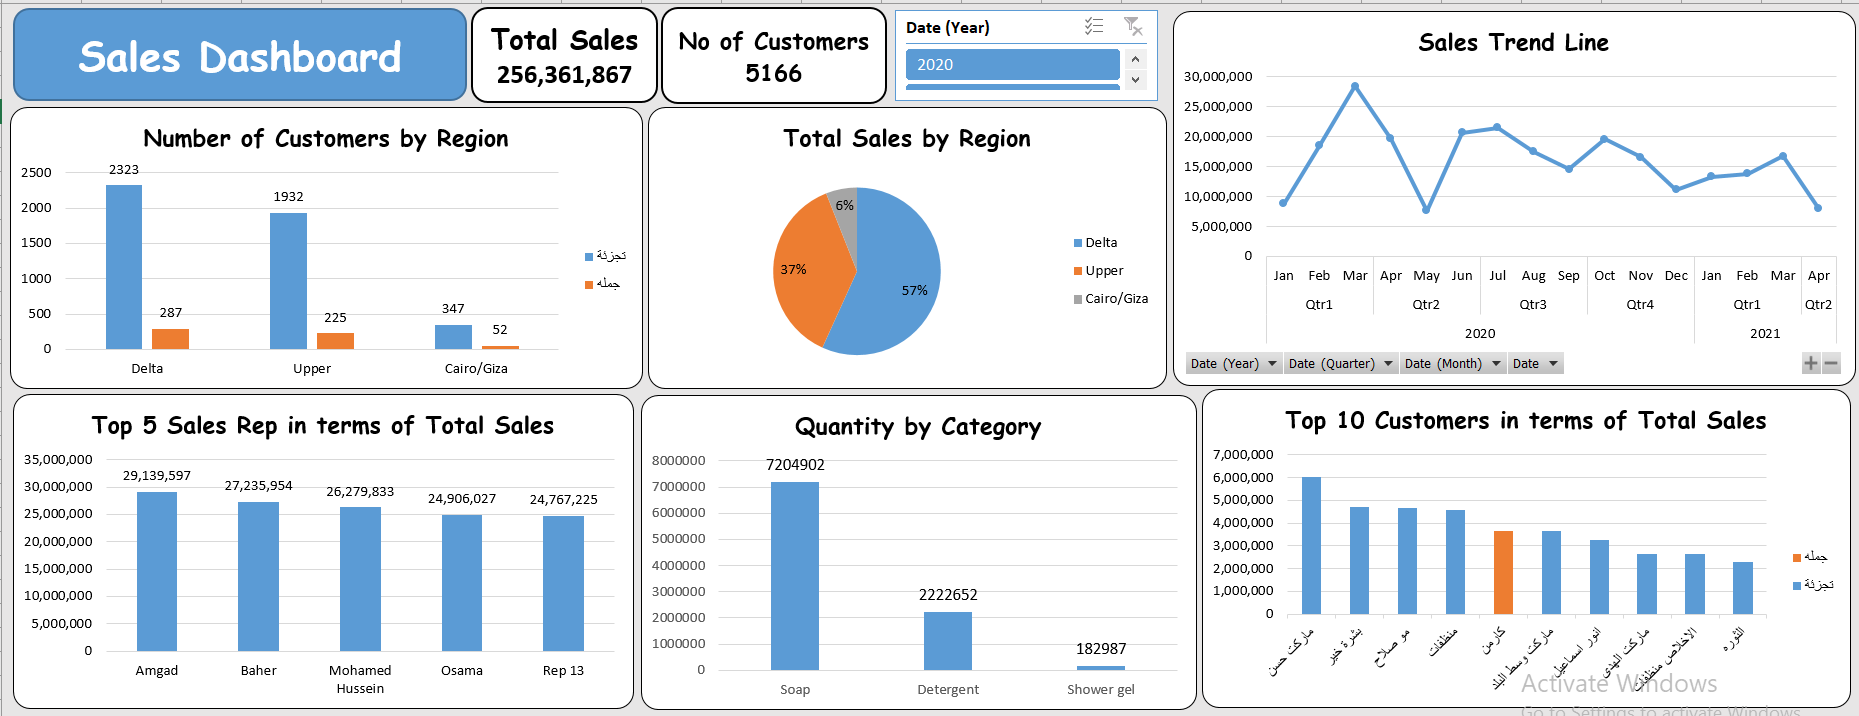 Sales Dashboard
Total Sales
256,361,867
No of Customers
5166
Date (Year)
2020
Sales Trend Line
30,000,000
25,000,000
20,000,000
15,000,000
10,000,000
5,000,000
0
Jan Feb Mar Apr May Jun Jul Aug Sep Oct Nov Dec Jan Feb Mar Apr
Qtr1 Qtr2 Qtr3 Qtr4 Qtr1 Qtr2
2020 2021
Date (Year) Date (Quarter) Date (Month) Date
Number of Customers by Region
2500
2000
1500
1000
500
0
2323
287
1932
225
347
52
Delta Upper Cairo/Giza
تجزئة
جمله
Total Sales by Region
6%
37%
57%
Delta
Upper
Cairo/Giza
Top 5 Sales Rep in terms of Total Sales
35,000,000
30,000,000
25,000,000
20,000,000
15,000,000
10,000,000
5,000,000
0
29,139,597
27,235,954
26,279,833
24,906,027
24,767,225
Amgad Baher Mohamed Hussein Osama Rep 13
Quantity by Category
8000000
7000000
6000000
5000000
4000000
3000000
2000000
1000000
0
7204902
2222652
182987
Soap Detergent Shower gel
Top 10 Customers in terms of Total Sales
7,000,000
6,000,000
5,000,000
4,000,000
3,000,000
2,000,000
1,000,000
0
ماركت حسن
بشرة خير
مو صلاح
منظفات
كارمن
ماركت وسط البلد
انور اسماعيل
ماركت الهدى
الاخلاص منظفات
الثوره
جمله
تجزئة
Activate Windows
Go to Settings to activate Windows.